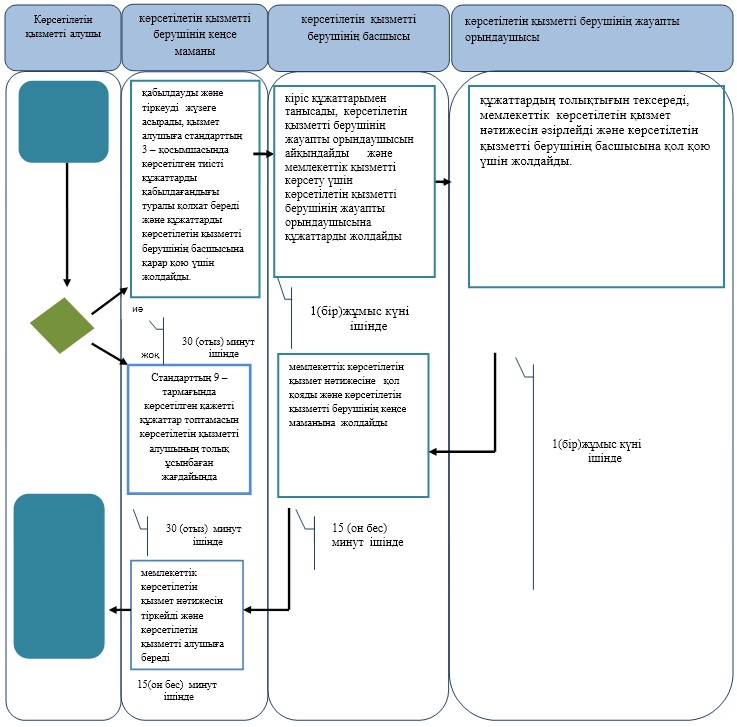 Көрсетілетін
қызметті алушы
көрсетілетін қызметті
берушінің кеңсе
маманы
көрсетілетін қызметті
берушінің басшысы
көрсетілетін қызметті берушінің жауапты
орындаушысы
қабылдауды және
тіркеуді жүзеге
асырады, қызмет
алушыға стандарттың
3 – қосымшасында
көрсетілген тиісті
құжаттарды
қабылдағандығы
туралы қолхат береді
және құжаттарды
көрсетілетін қызметті
берушінің басшысына
қарар қою үшін
жолдайды.
кіріс құжаттарымен
танысады, көрсетілетін
қызметті берушінің
жауапты орындаушысын
айқындайды және
мемлекеттік қызметті
көрсету үшін
көрсетілетін қызметті
берушінің жауапты
орындаушысына
құжаттарды жолдайды
құжаттардың толықтығын тексереді,
мемлекеттік көрсетілетін қызмет
нәтижесін әзірлейді және көрсетілетін
қызметті берушінің басшысына қол қою
үшін жолдайды.
иә
30 (отыз) минут
ішінде
1(бір)жұмыс күні
ішінде
жоқ
Стандарттың 9 –
тармағында
көрсетілген қажетті
құжаттар топтамасын
көрсетілетін қызметті
алушының толық
ұсынбаған
жағдайында
мемлекеттік көрсетілетін
қызмет нәтижесіне қол
қояды және көрсетілетін
қызметті берушінің кеңсе
маманына жолдайды
1(бір)жұмыс күні
ішінде
30 (отыз) минут
ішінде
15 (он бес)
минут ішінде
мемлекеттік
көрсетілетін
қызмет нәтижесін
тіркейді және
көрсетілетін
қызметті алушыға
береді
15(он бес) минут
ішінде